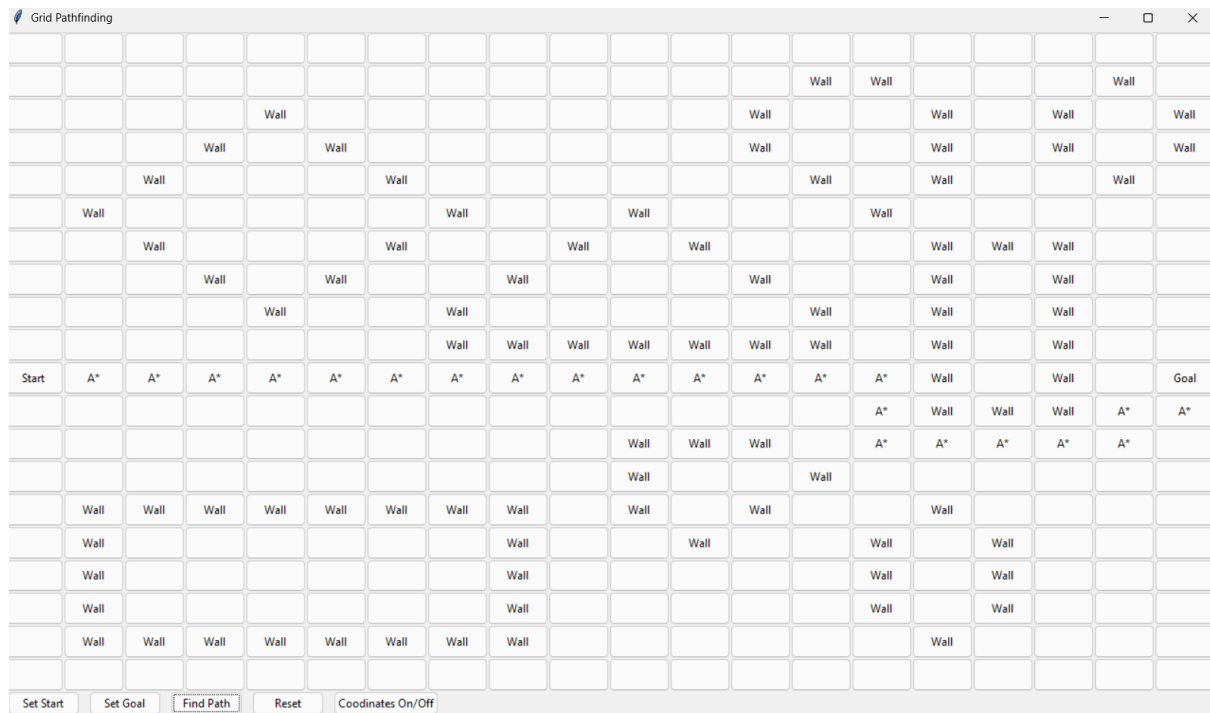 Grid Pathfinding
Wall Wall Wall
Wall Wall Wall Wall Wall
Wall Wall Wall Wall Wall Wall
Wall Wall Wall Wall Wall
Wall Wall Wall Wall
Wall Wall Wall Wall Wall Wall Wall
Wall Wall Wall Wall Wall Wall
Wall Wall Wall Wall Wall
Wall Wall Wall Wall Wall Wall Wall Wall Wall
Start A* A* A* A* A* A* A* A* A* A* A* A* A* A* Wall Wall Goal
A* Wall Wall Wall A* A*
Wall Wall Wall A* A* A* A* A*
Wall Wall
Wall Wall Wall Wall Wall Wall Wall Wall Wall Wall Wall
Wall Wall Wall Wall Wall
Wall Wall Wall Wall
Wall Wall Wall Wall
Wall Wall Wall Wall Wall Wall Wall Wall Wall
Set Start Set Goal Find Path Reset Coodinates On/Off